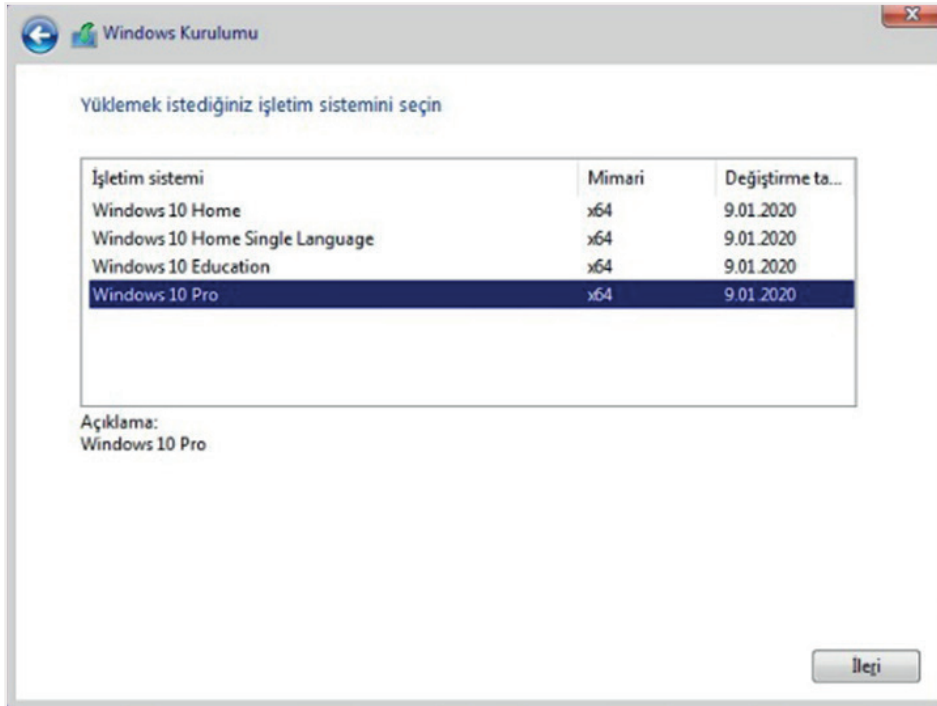 Windows Kurulumu
Yüklemek istediğiniz işletim sistemini seçin
İşletim sistemi Mimari Değiştirme ta...
Windows 10 Home x64 9.01.2020
Windows 10 Home Single Language x64 9.01.2020
Windows 10 Education x64 9.01.2020
Windows 10 Pro x64 9.01.2020
Açıklama:
Windows 10 Pro
İleri